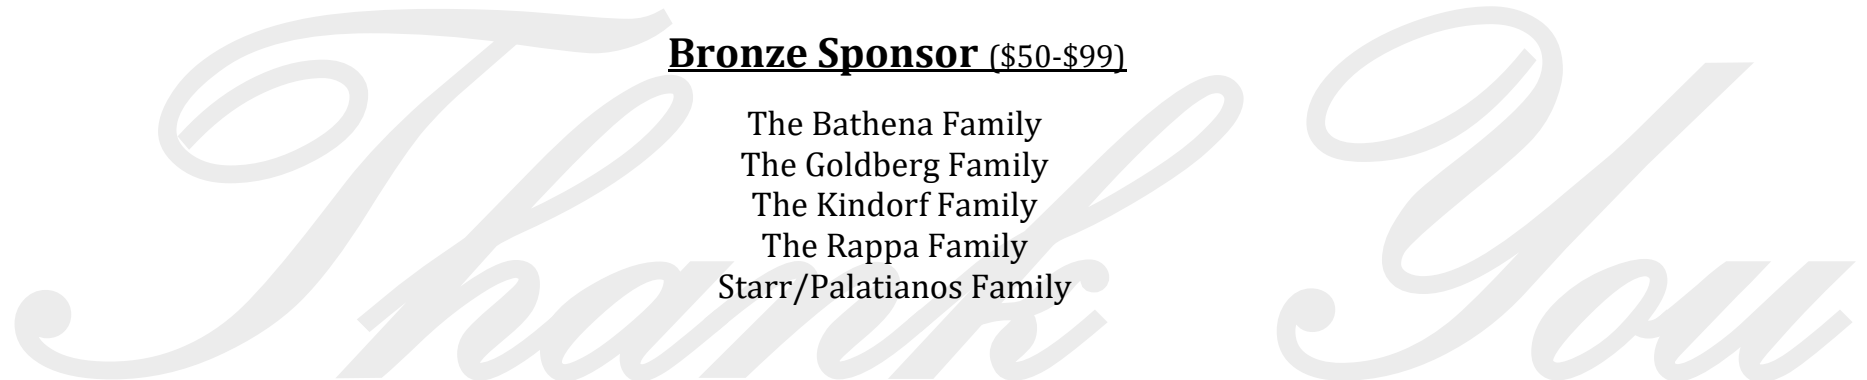 Bronze Sponsor ($50-$99)
The Bathena Family
The Goldberg Family
The Kindorf Family
The Rappa Family
Starr/Palatianos Family
Thank You